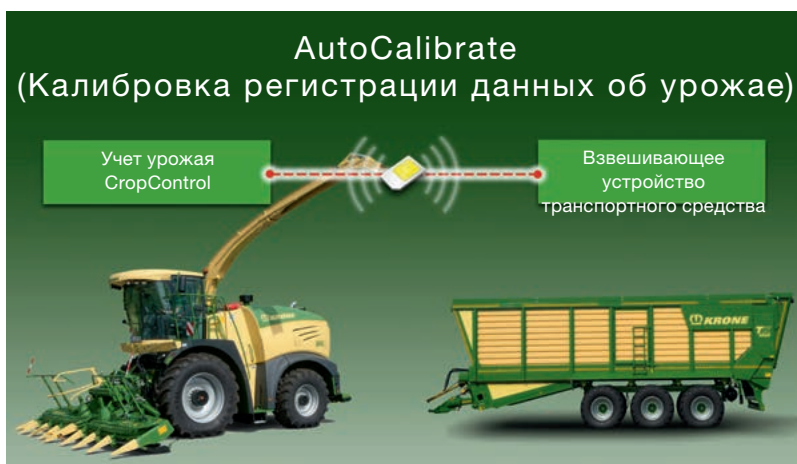 AutoCalibrate
(Калибровка регистрации данных об урожае)
Учет урожая
CropControl
Взвешивающее
устройство
транспортного средства
KRONE